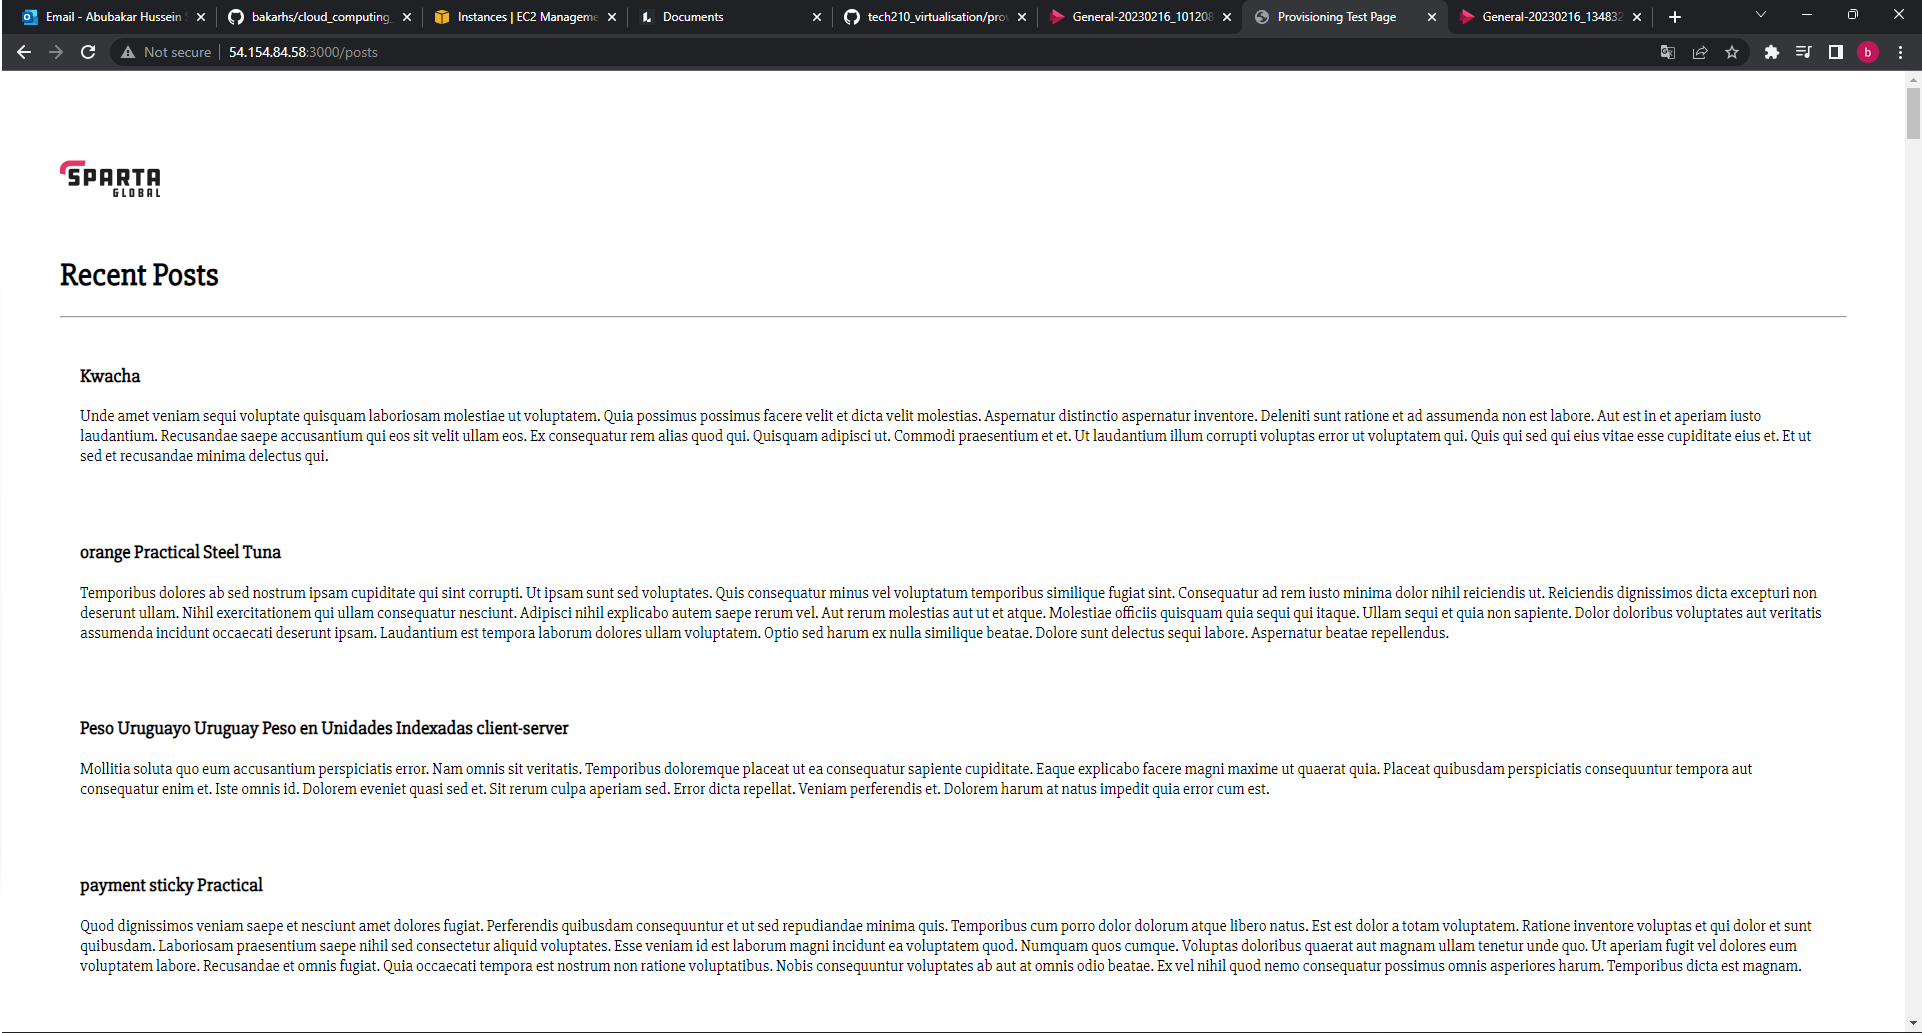 Email - Abubakar Hussein S
bakarhs/cloud_computing_
Instances | EC2 Manageme
Documents
tech210_virtualisation/prov
General-20230216_101208
Provisioning Test Page
General-20230216_134832
Not secure
54.154.84.58:3000/posts
b
SPARTA
GLOBAL
Recent Posts
Kwacha
Unde amet veniam sequi voluptate quisquam laboriosam molestiae ut voluptatem. Quia possimus possimus facere velit et dicta velit molestias. Aspernatur distinctio aspernatur inventore. Deleniti sunt ratione et ad assumenda non est labore. Aut est in et aperiam iusto
laudantium. Recusandae saepe accusantium qui eos sit velit ullam eos. Ex consequatur rem alias quod qui. Quisquam adipisci ut. Commodi praesentium et et. Ut laudantium illum corrupti voluptas error ut voluptatem qui. Quis qui sed qui eius vitae esse cupiditate eius et. Et ut
sed et recusandae minima delectus qui.
orange Practical Steel Tuna
Temporibus dolores ab sed nostrum ipsam cupiditate qui sint corrupti. Ut ipsam sunt sed voluptates. Quis consequatur minus vel voluptatum temporibus similique fugiat sint. Consequatur ad rem iusto minima dolor nihil reiciendis ut. Reiciendis dignissimos dicta excepturi non
deserunt ullam. Nihil exercitationem qui ullam consequatur nesciunt. Adipisci nihil explicabo autem saepe rerum vel. Aut rerum molestias aut ut et atque. Molestiae officiis quisquam quia sequi qui itaque. Ullam sequi et quia non sapiente. Dolor doloribus voluptates aut veritatis
assumenda incidunt occaecati deserunt ipsam. Laudantium est tempora laborum dolores ullam voluptatem. Optio sed harum ex nulla similique beatae. Dolore sunt delectus sequi labore. Aspernatur beatae repellendus.
Peso Uruguayo Uruguay Peso en Unidades Indexadas client-server
Mollitia soluta quo eum accusantium perspiciatis error. Nam omnis sit veritatis. Temporibus doloremque placeat ut ea consequatur sapiente cupiditate. Eaque explicabo facere magni maxime ut quaerat quia. Placeat quibusdam perspiciatis consequuntur tempora aut
consequatur enim et. Iste omnis id. Dolorem eveniet quasi sed et. Sit rerum culpa aperiam sed. Error dicta repellat. Veniam perferendis et. Dolorem harum at natus impedit quia error cum est.
payment sticky Practical
Quod dignissimos veniam saepe et nesciunt amet dolores fugiat. Perferendis quibusdam consequuntur et ut sed repudiandae minima quis. Temporibus cum porro dolor dolorum atque libero natus. Est est dolor a totam voluptatem. Ratione inventore voluptas et qui dolor et sunt
quibusdam. Laboriosam praesentium saepe nihil sed consectetur aliquid voluptates. Esse veniam id est laborum magni incidunt ea voluptatem quod. Numquam quos cumque. Voluptas doloribus quaerat aut magnam ullam tenetur unde quo. Ut aperiam fugit vel dolores eum
voluptatem labore. Recusandae et omnis fugiat. Quia occaecati tempora est nostrum non ratione voluptatibus. Nobis consequuntur voluptates ab aut at omnis odio beatae. Ex vel nihil quod nemo consequatur possimus omnis asperiores harum. Temporibus dicta est magnam.